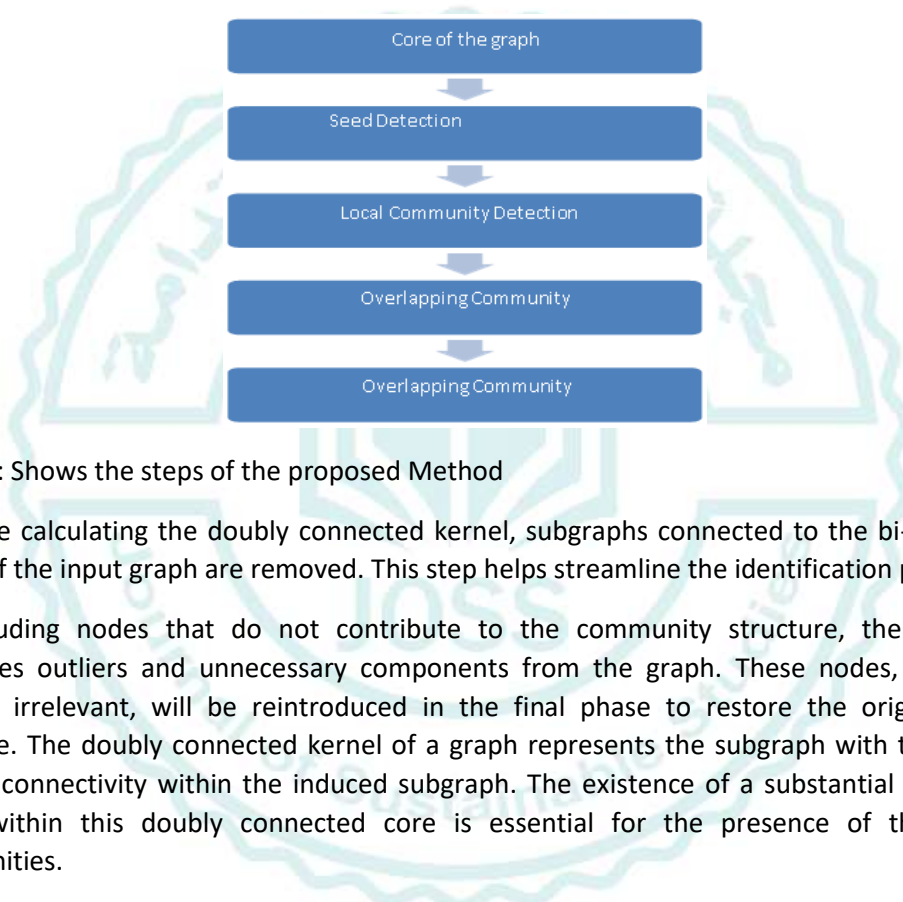 Core of the graph
Seed Detection
Local Community Detection
Overlapping Community
Overlapping Community
: Shows the steps of the proposed Method
e calculating the doubly connected kernel, subgraphs connected to the bi-
f the input graph are removed. This step helps streamline the identification p
uding nodes that do not contribute to the community structure, the
es outliers and unnecessary components from the graph. These nodes,
irrelevant, will be reintroduced in the final phase to restore the orig
e. The doubly connected kernel of a graph represents the subgraph with t
connectivity within the induced subgraph. The existence of a substantial
within this doubly connected core is essential for the presence of th
nities.
JOSS
Journal of Sustainable Studies